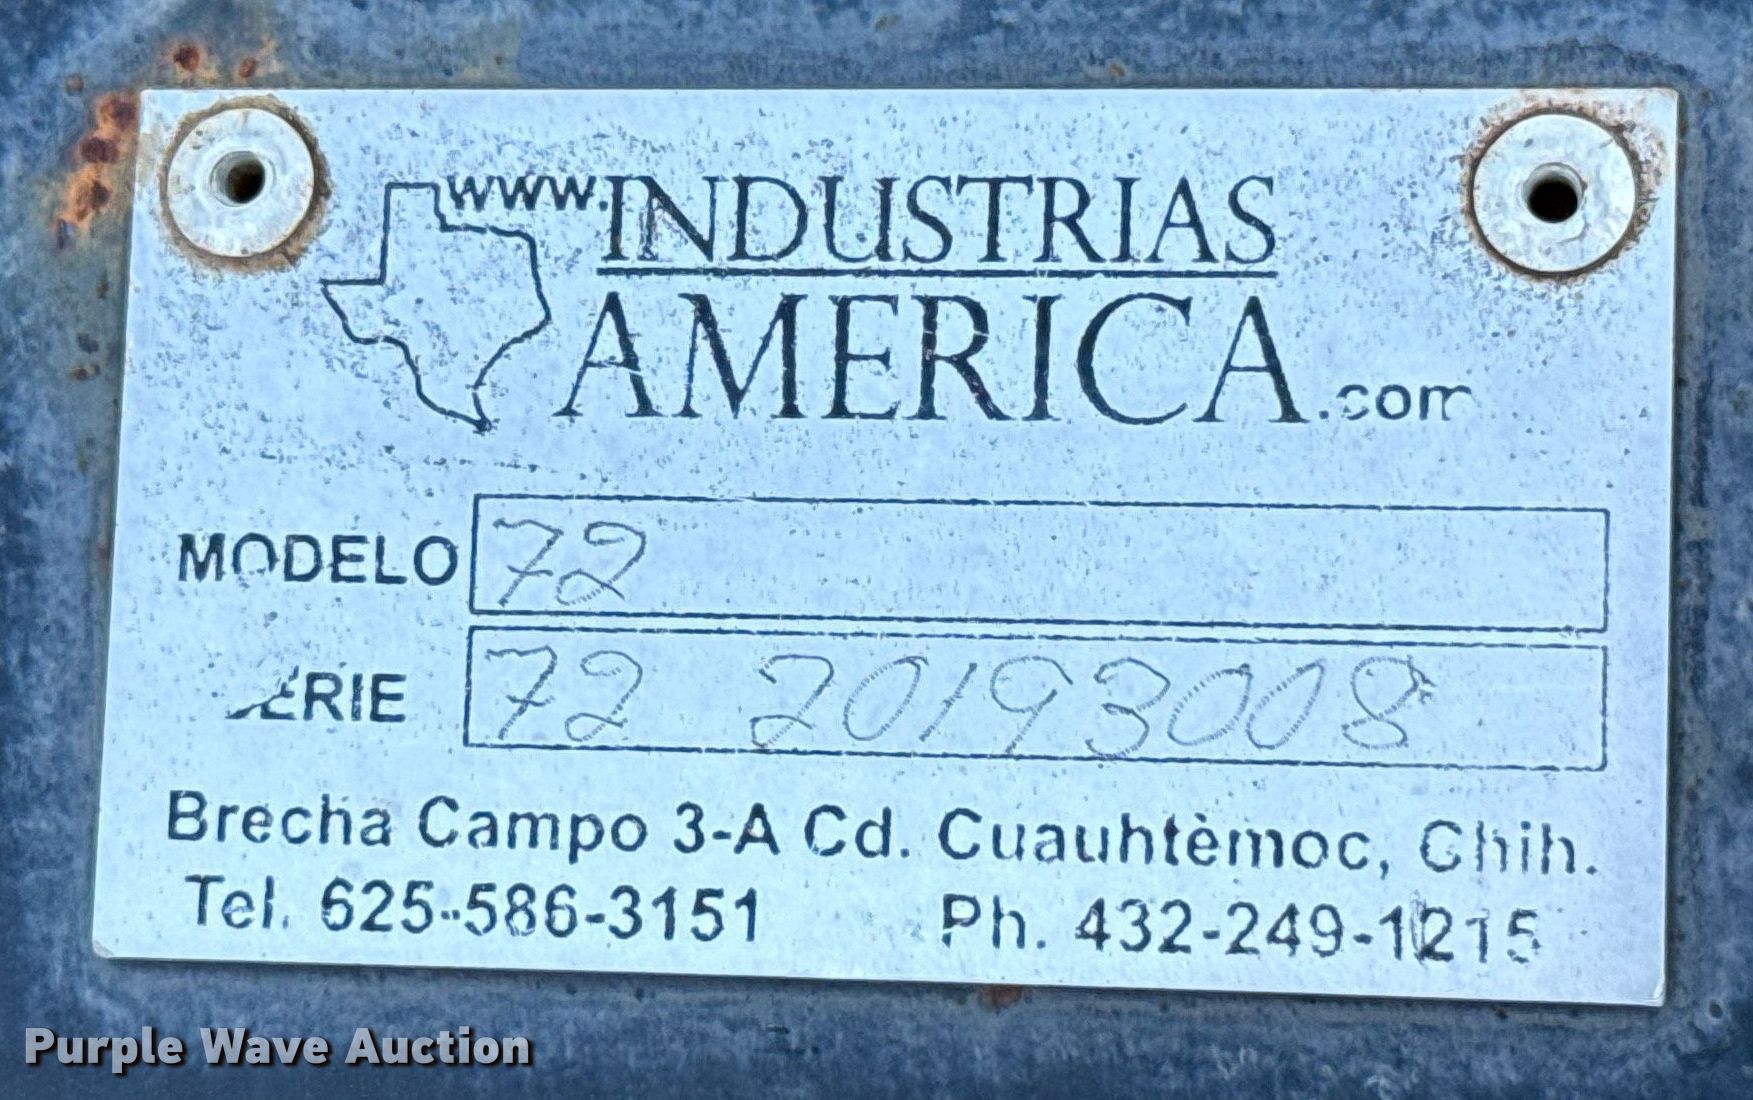 www.INDUSTRIAS
AMERICA.com
MODELO 72
SERIE 72 20193008
Brecha Campo 3-A Cd. Cuauhtèmoc, Chih.
Tel. 625-586-3151 Ph. 432-249-1215
Purple Wave Auction